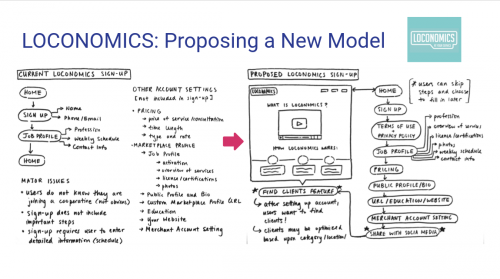 LOCONOMICS: Proposing a New Model
LOCONOMICS
CURRENT LOCONOMICS SIGN-UP
HOME
SIGN UP
Home
Phone/Email
JOB PROFILE
Profession
Weekly Schedule
Contact Info
HOME
MAJOR ISSUES
• users do not know they are
joining a cooperative (not obvious)
• sign-up does not include
important steps
• sign-up requires user to enter
detailed information (schedule)
OTHER ACCOUNT SETTINGS
[not included in sign-up]
• PRICING
→ price of service/consultation
→ time length
→ type and rate
• MARKETPLACE PROFILE
→ Job Profile
→ activation
→ overview of services
→ license/certifications
→ photos
→ Public Profile and Bio
→ Custom Marketplace Profile URL
→ Education
→ Your Website
→ Merchant Account Setting
PROPOSED LOCONOMICS SIGN-UP
LOCONOMICS
WHAT IS LOCONOMICS?
HOW LOCONOMICS WORKS:
* FIND CLIENTS FEATURE *
→ after setting up account,
users want to find
clients!
→ clients may be optimized
based upon category/location/
* users can skip
steps and choose
to fill in later
HOME
SIGN UP
TERMS OF USE
PRIVACY POLICY
JOB PROFILE
profession
overview of services
license/certification
photos
weekly schedule
contact info
PRICING
PUBLIC PROFILE/BIO
URL/EDUCATION/WEBSITE
MERCHANT ACCOUNT SETTING
* SHARE WITH SOCIAL MEDIA *